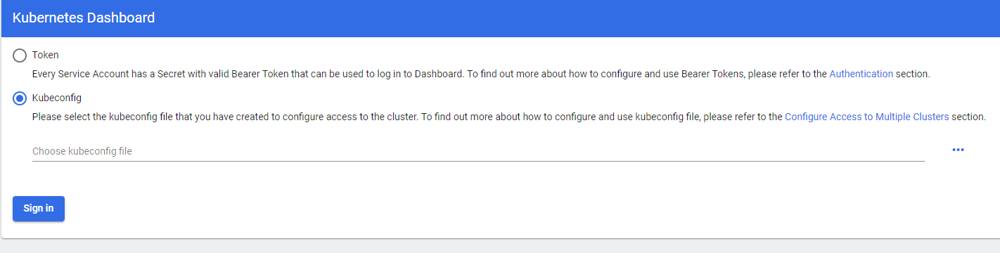 Kubernetes Dashboard
Token
Every Service Account has a Secret with valid Bearer Token that can be used to log in to Dashboard. To find out more about how to configure and use Bearer Tokens, please refer to the Authentication section.
Kubeconfig
Please select the kubeconfig file that you have created to configure access to the cluster. To find out more about how to configure and use kubeconfig file, please refer to the Configure Access to Multiple Clusters section.
Choose kubeconfig file
Sign in